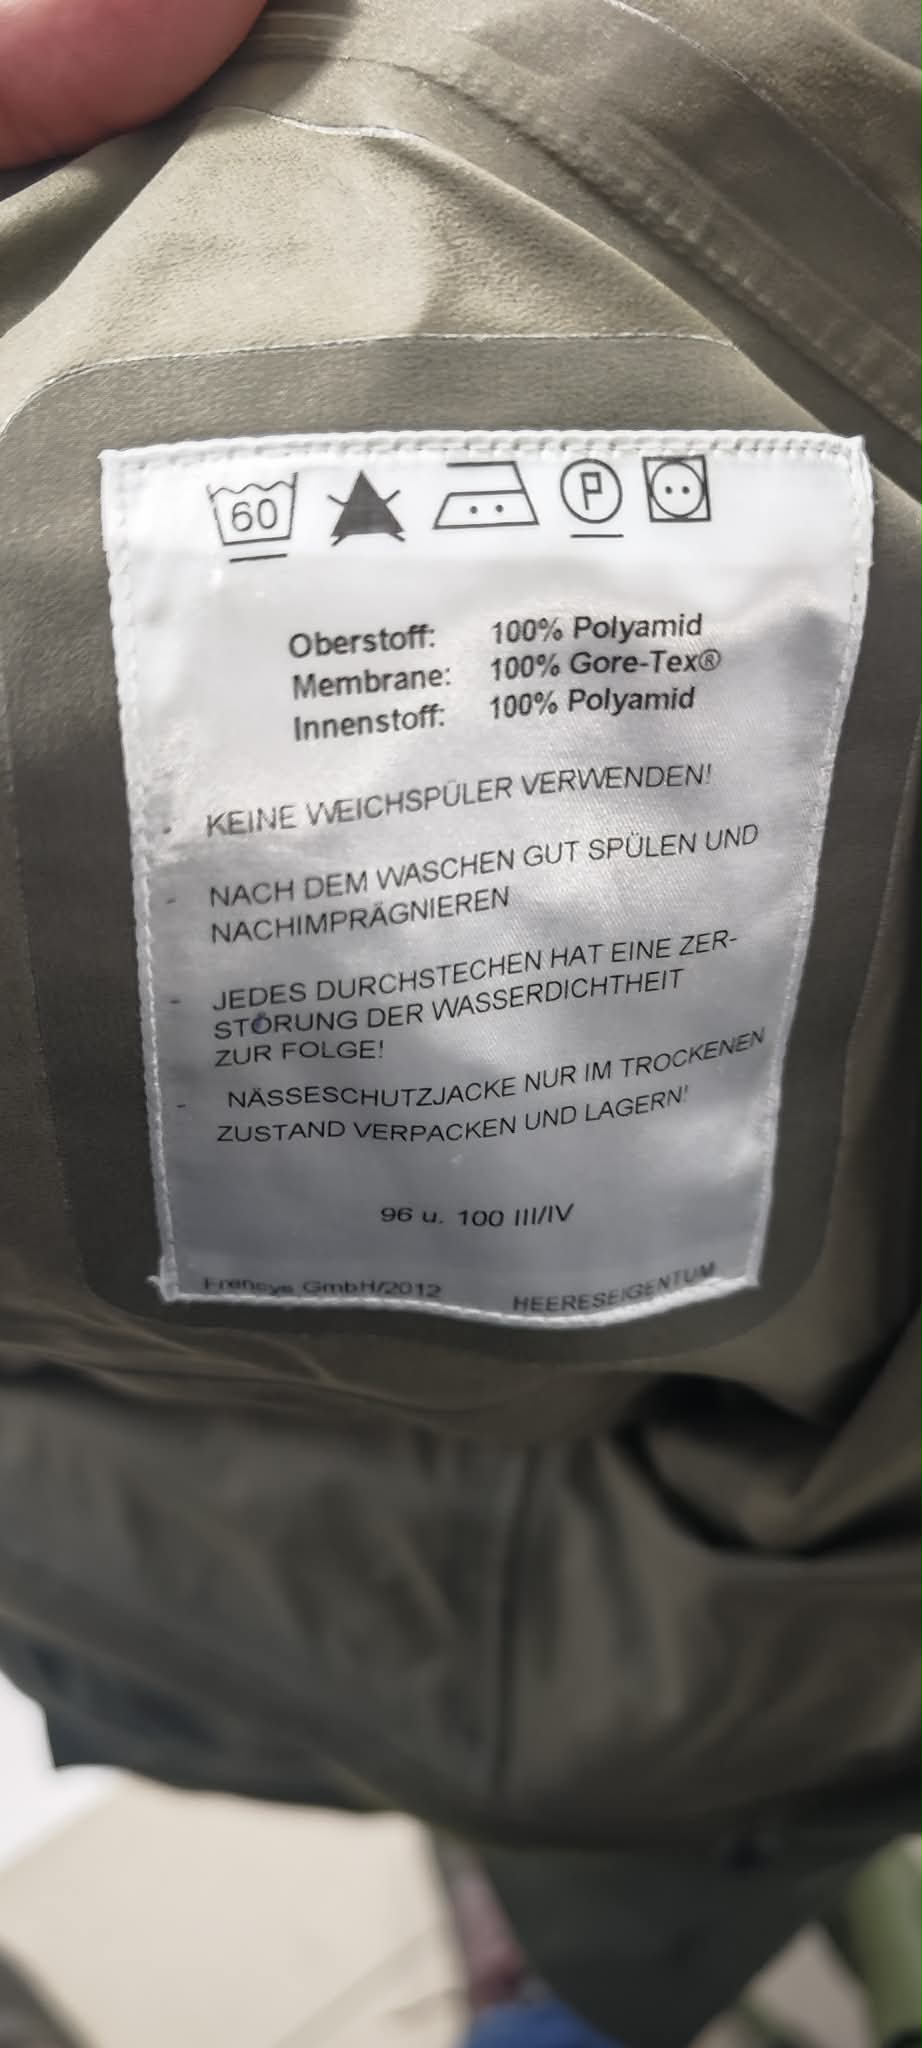 60
P
Oberstoff: 100% Polyamid
Membrane: 100% Gore-Tex®
Innenstoff: 100% Polyamid
- KEINE WEICHSPÜLER VERWENDEN!
- NACH DEM WASCHEN GUT SPÜLEN UND
NACHIMPRÄGNIEREN
- JEDES DURCHSTECHEN HAT EINE ZER-
STÖRUNG DER WASSERDICHTHEIT
ZUR FOLGE!
- NÄSSESCHUTZJACKE NUR IM TROCKENEN
ZUSTAND VERPACKEN UND LAGERN!
96 u. 100 III/IV
Frencys GmbH/2012 HEERESEIGENTUM